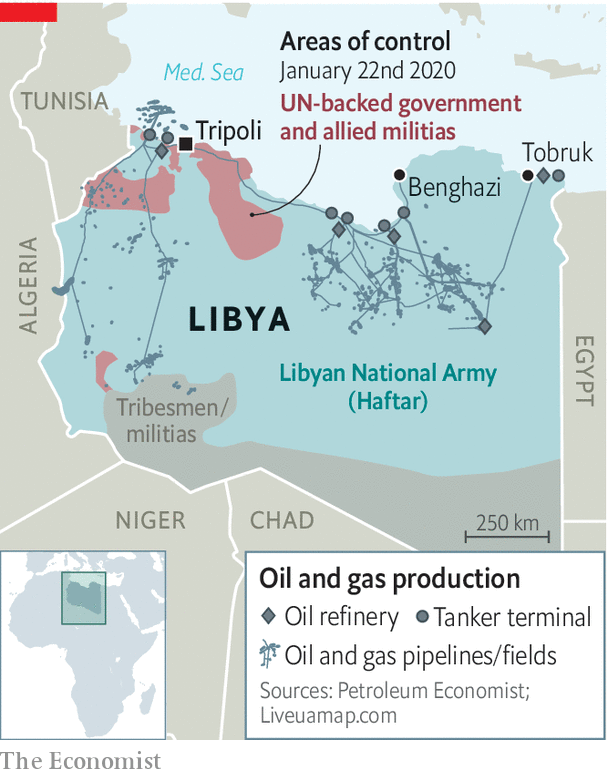 Areas of control
January 22nd 2020
UN-backed government
and allied militias
Med. Sea
TUNISIA
Tripoli
Benghazi
Tobruk
ALGERIA
LIBYA
EGYPT
Libyan National Army
(Haftar)
Tribesmen/
militias
NIGER
CHAD
250 km
Oil and gas production
Oil refinery
Tanker terminal
Oil and gas pipelines/fields
Sources: Petroleum Economist;
Liveuamap.com
The Economist